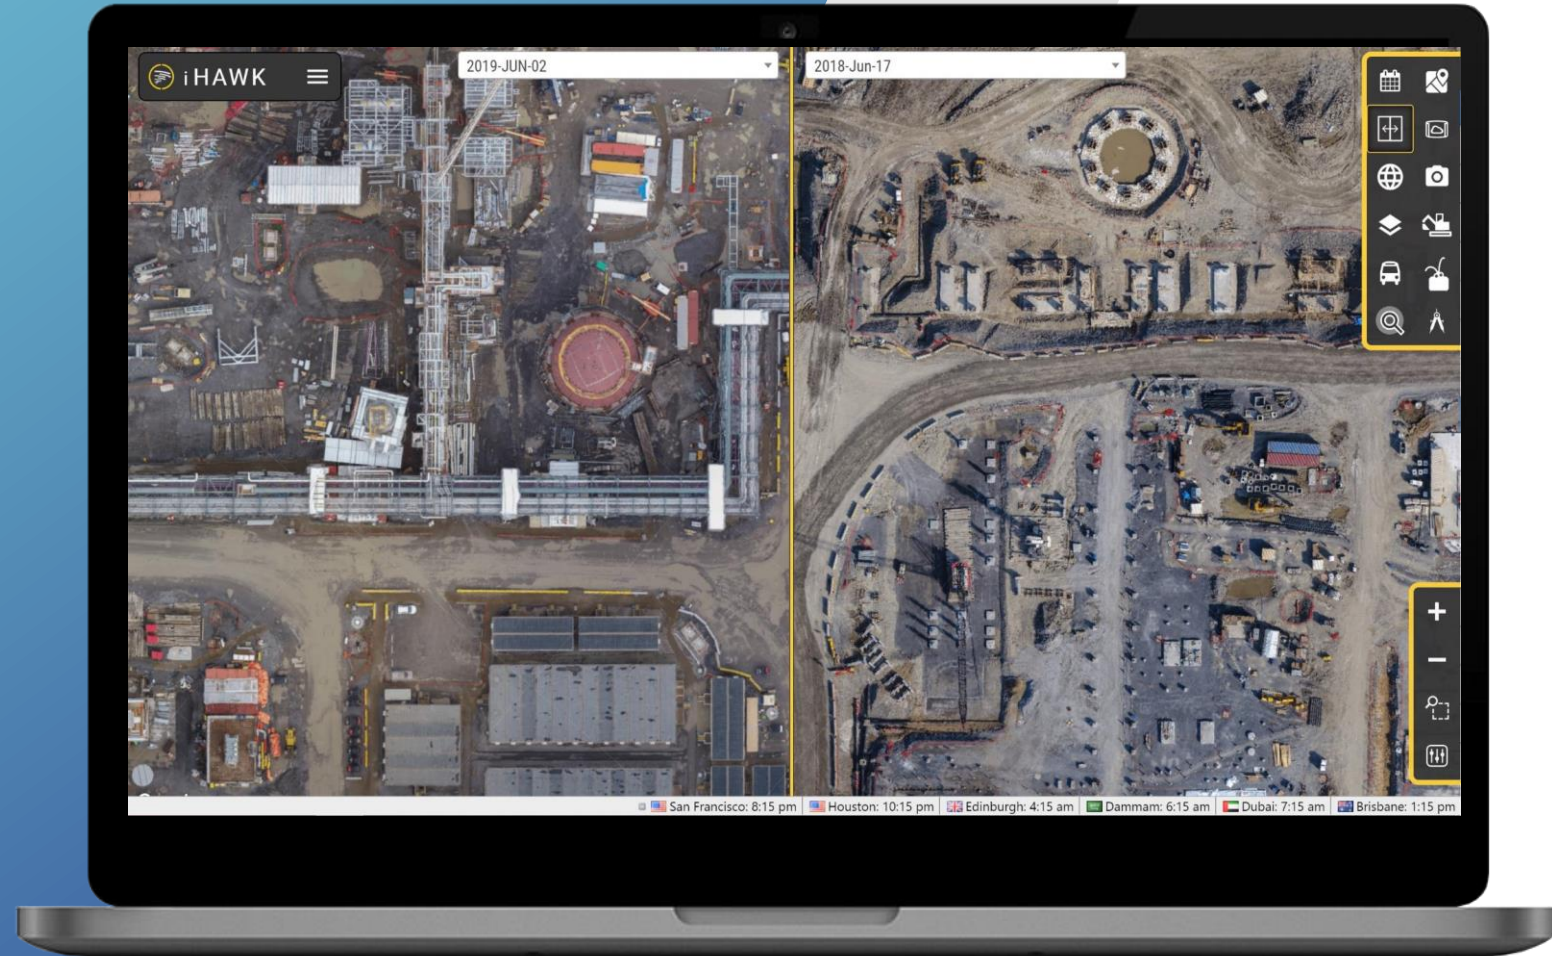 iHAWK
2019-JUN-02
2018-Jun-17
San Francisco: 8:15 pm
Houston: 10:15 pm
Edinburgh: 4:15 am
Dammam: 6:15 am
Dubai: 7:15 am
Brisbane: 1:15 pm